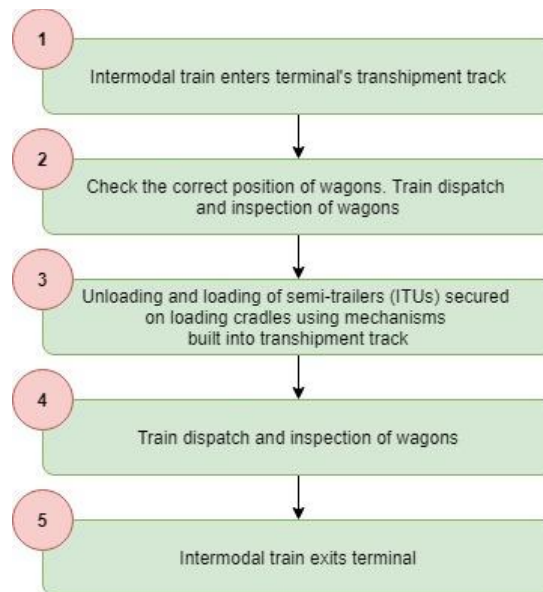 1
Intermodal train enters terminal's transhipment track
2
Check the correct position of wagons. Train dispatch
and inspection of wagons
3
Unloading and loading of semi-trailers (ITUs) secured
on loading cradles using mechanisms
built into transhipment track
4
Train dispatch and inspection of wagons
5
Intermodal train exits terminal